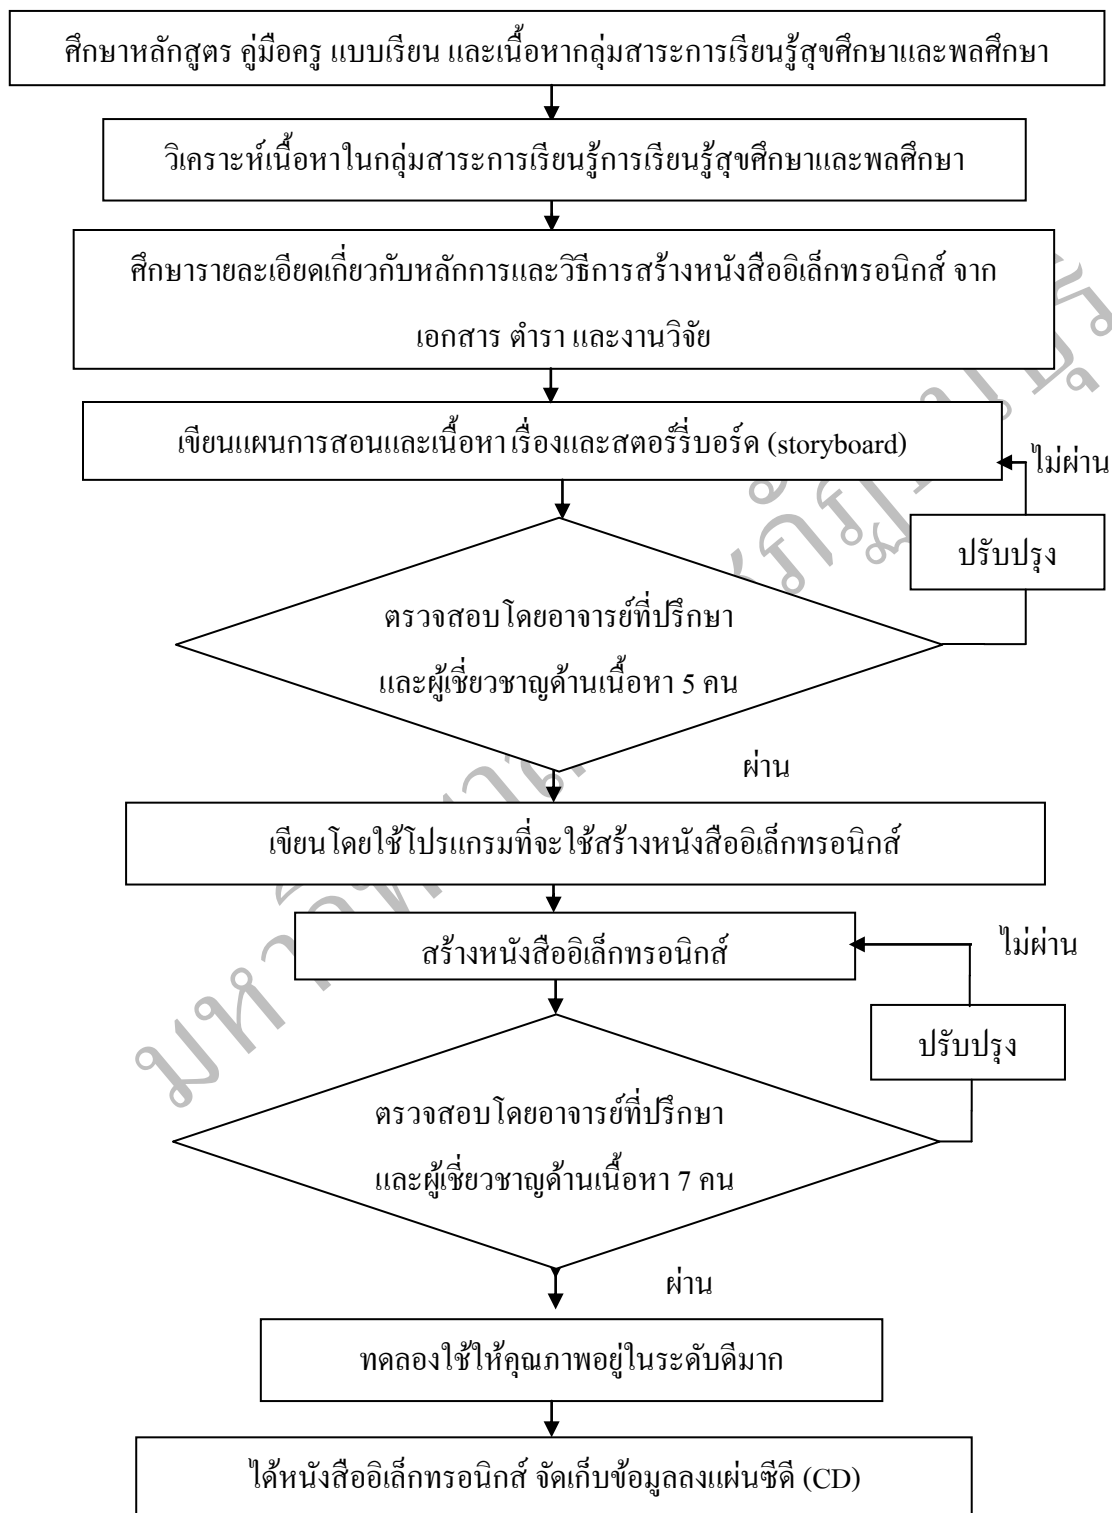 ศึกษาหลักสูตร คู่มือครู แบบเรียน และเนื้อหากลุ่มสาระการเรียนรู้สุขศึกษาและพลศึกษา
วิเคราะห์เนื้อหาในกลุ่มสาระการเรียนรู้การเรียนรู้สุขศึกษาและพลศึกษา
ศึกษารายละเอียดเกี่ยวกับหลักการและวิธีการสร้างหนังสืออิเล็กทรอนิกส์ จาก
เอกสาร ตำรา และงานวิจัย
เขียนแผนการสอนและเนื้อหา เรื่องและสตอร์รี่บอร์ด (storyboard)
ไม่ผ่าน
ปรับปรุง
ตรวจสอบโดยอาจารย์ที่ปรึกษา
และผู้เชี่ยวชาญด้านเนื้อหา 5 คน
ผ่าน
เขียนโดยใช้โปรแกรมที่จะใช้สร้างหนังสืออิเล็กทรอนิกส์
สร้างหนังสืออิเล็กทรอนิกส์
ไม่ผ่าน
ปรับปรุง
ตรวจสอบโดยอาจารย์ที่ปรึกษา
และผู้เชี่ยวชาญด้านเนื้อหา 7 คน
ผ่าน
ทดลองใช้ให้คุณภาพอยู่ในระดับดีมาก
ได้หนังสืออิเล็กทรอนิกส์ จัดเก็บข้อมูลลงแผ่นซีดี (CD)